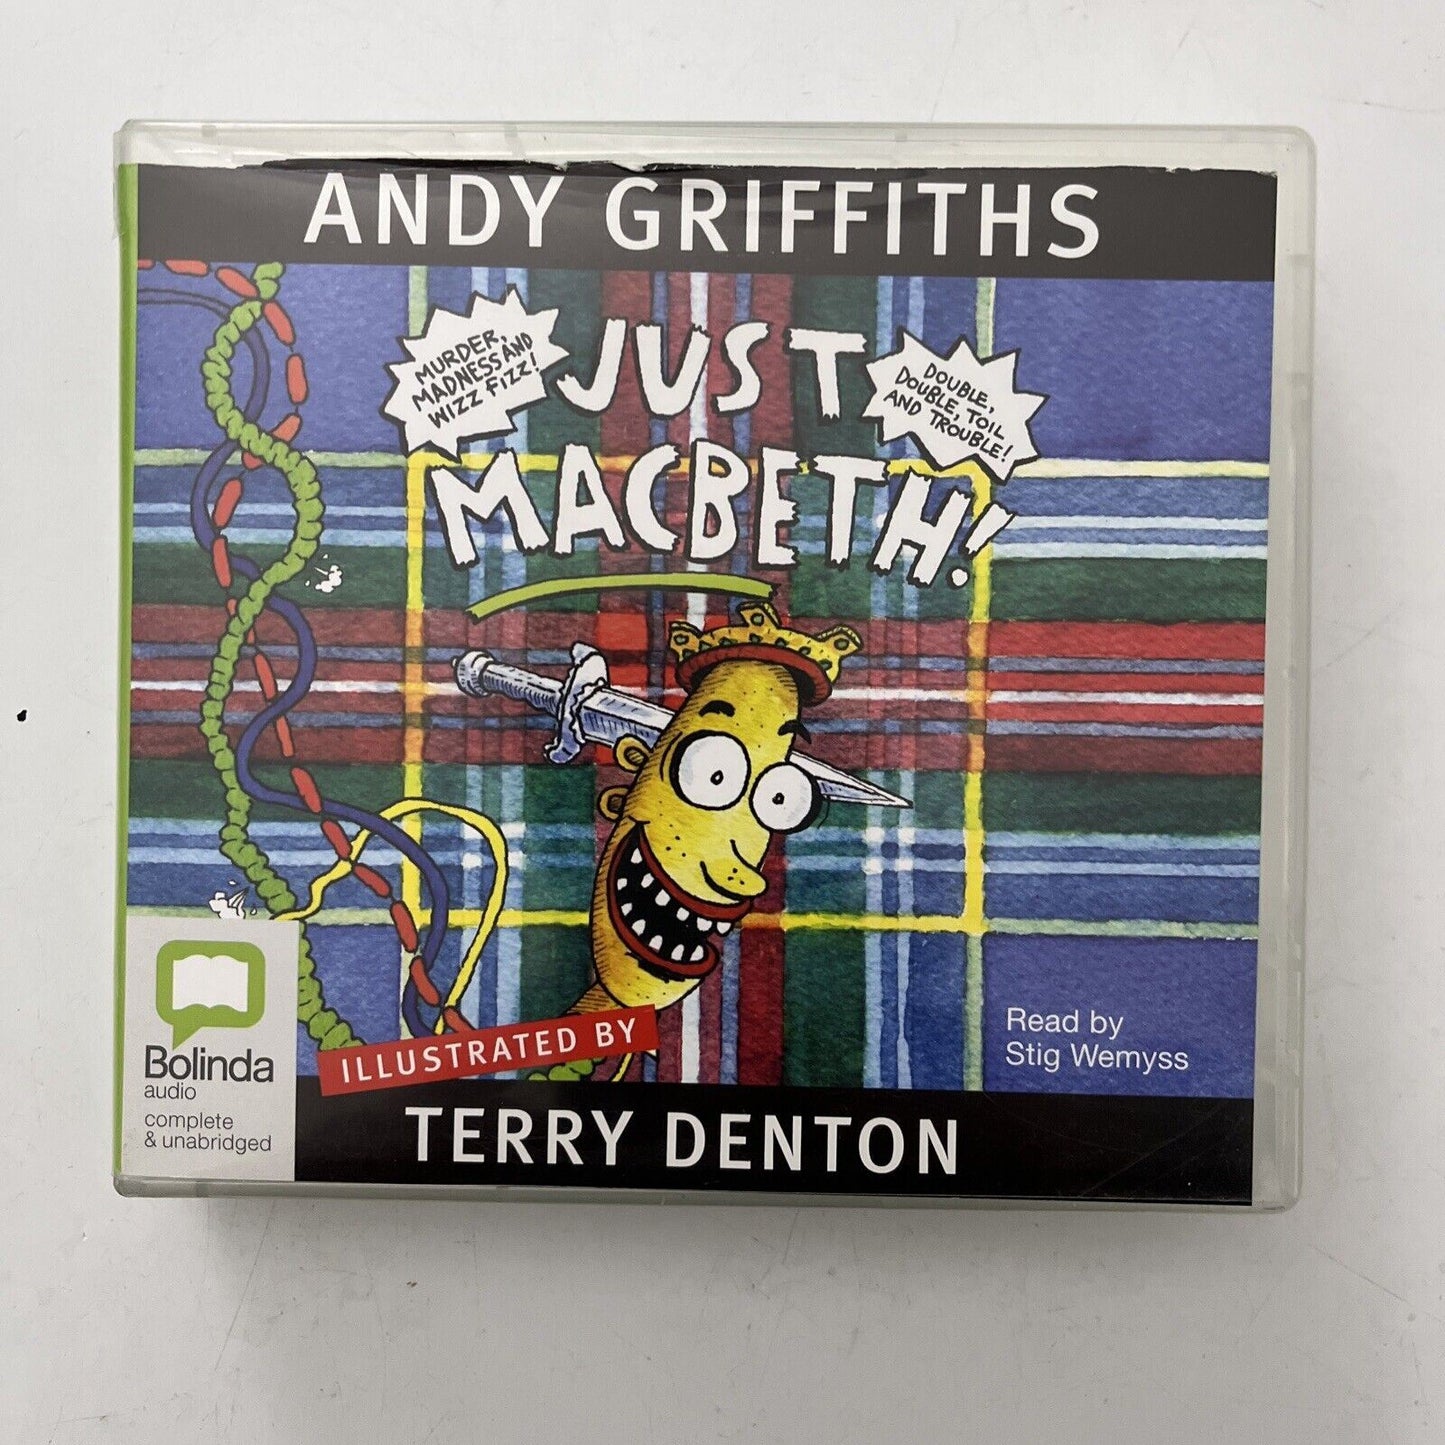 ANDY GRIFFITHS
MURDER,
MADNESS AND
WIZZ FIZZ!
JUST
MACBETH!
DOUBLE,
DOUBLE, TOIL
AND TROUBLE!
Read by
Stig Wemyss
Bolinda
audio
complete
& unabridged
ILLUSTRATED BY
TERRY DENTON